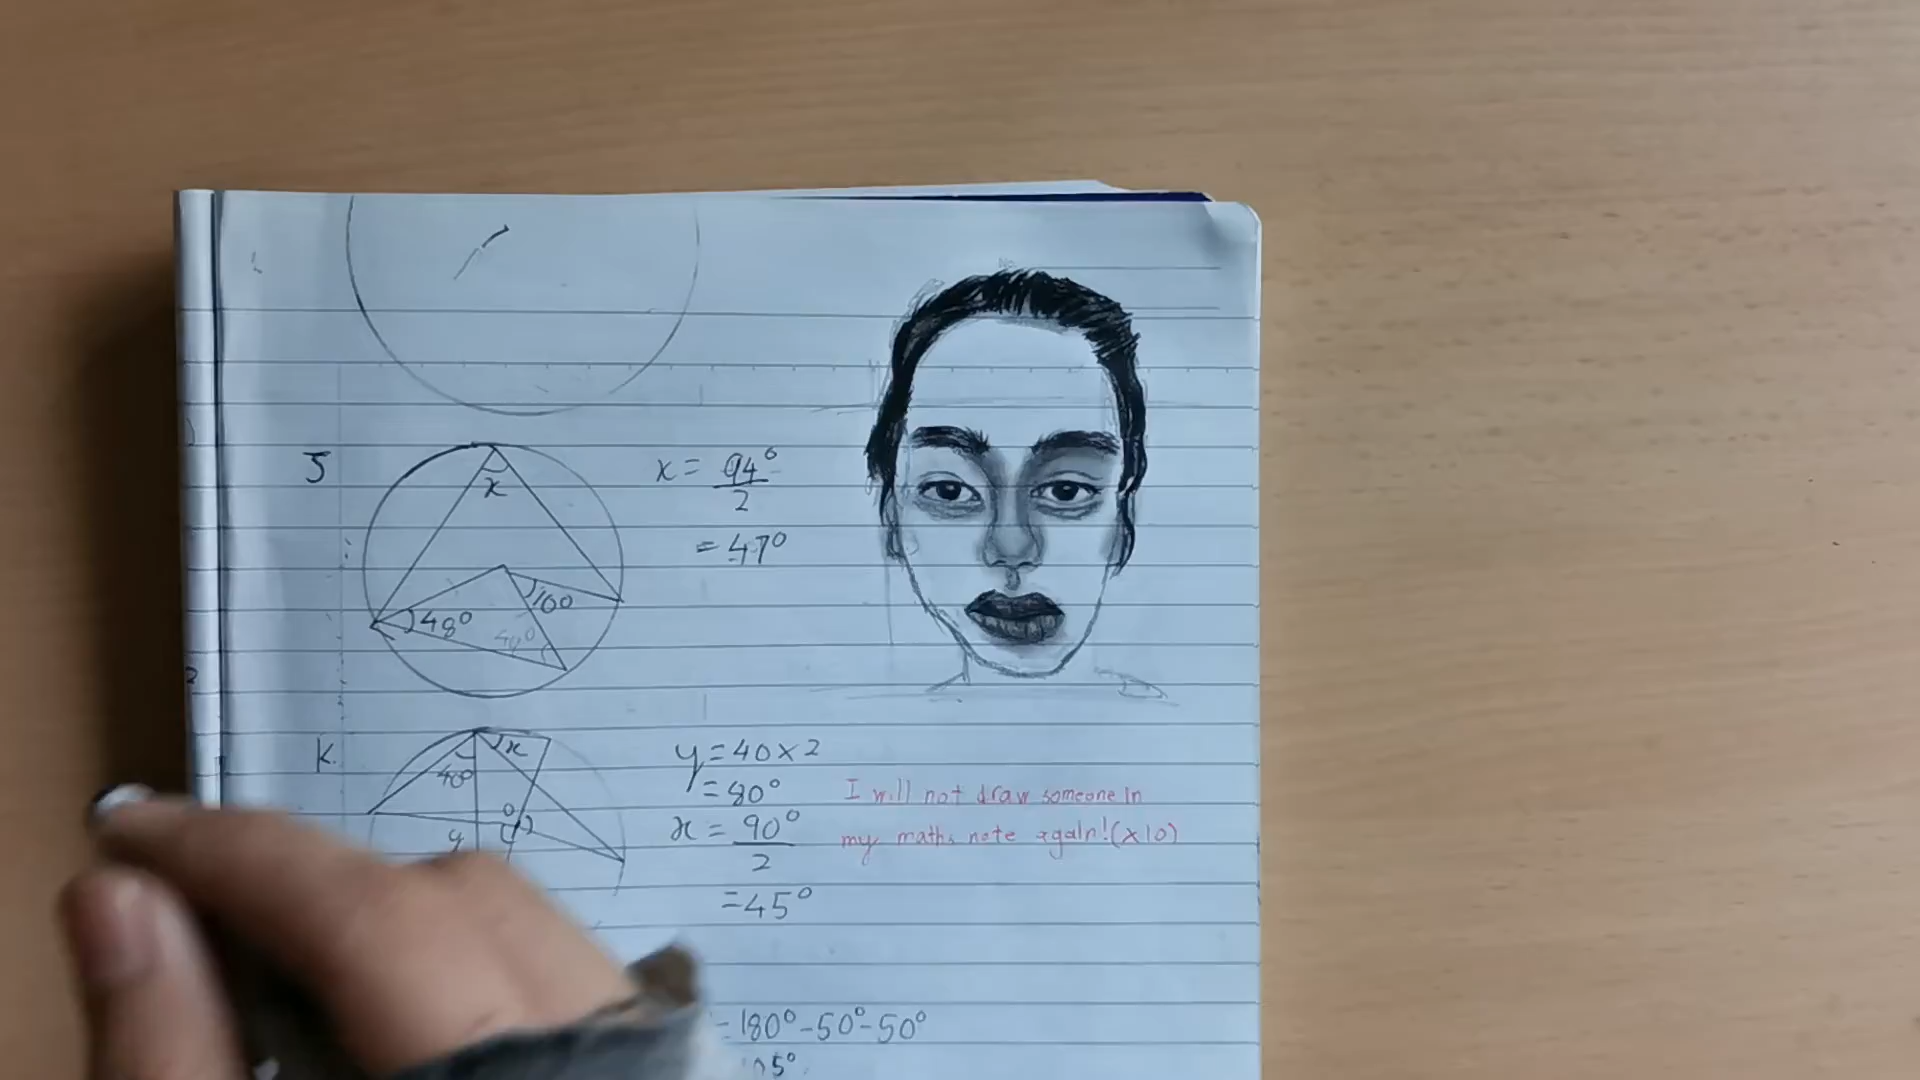 No.
J
x
x = 94°
2
= 47°
100
48°
K.
x
40°
o
y
y = 40 x 2
= 80°
x = 90°
2
= 45°
I will not draw someone in
my maths note again! (x10)
= 180° - 50° - 50°